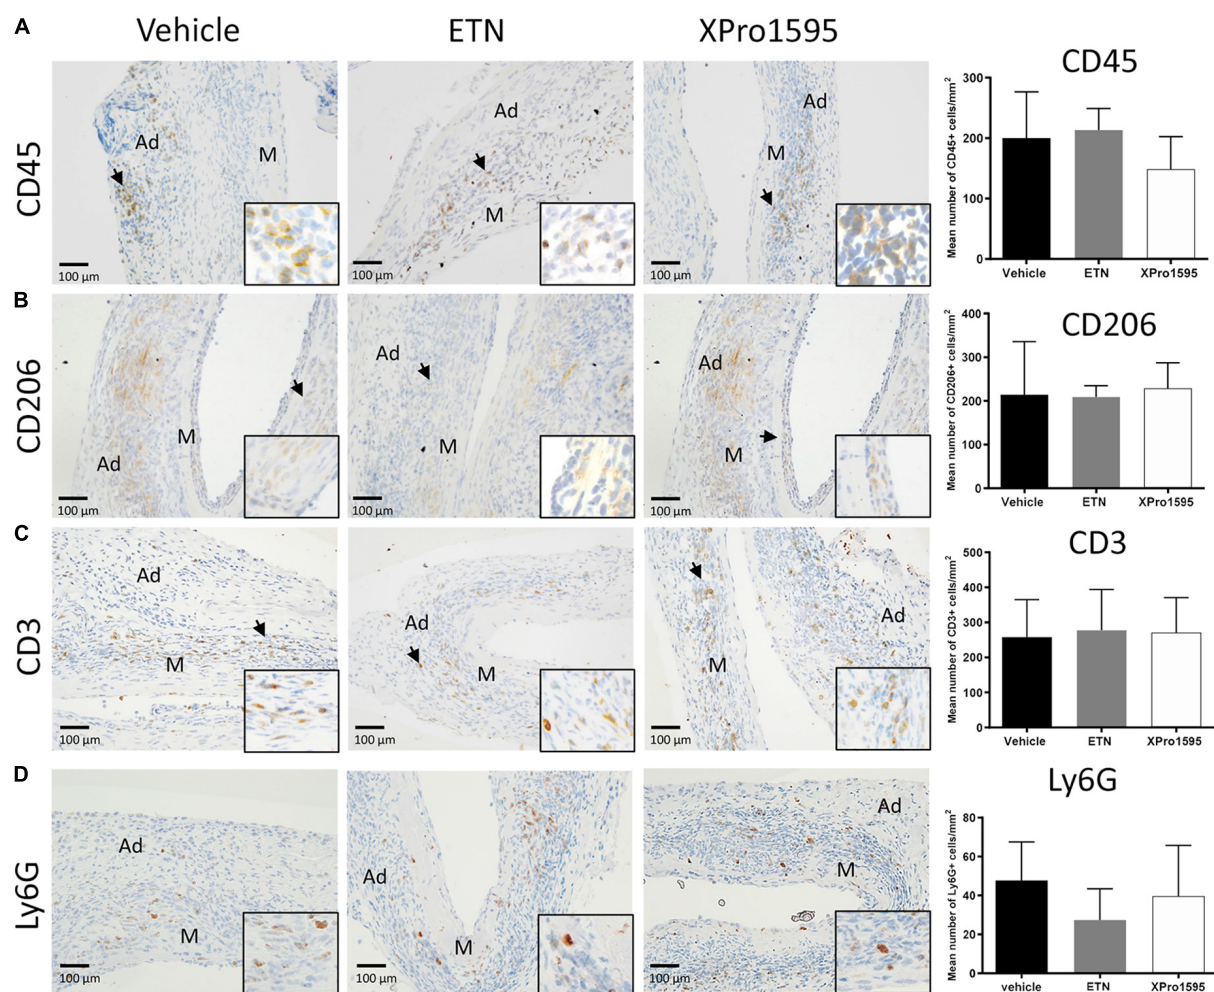 A
Vehicle
ETN
XPro1595
CD45
Ad
M
100 µm
Ad
M
100 µm
Ad
M
100 µm
CD45
Mean number of CD45+ cells/mm2
300
200
100
0
Vehicle
ETN
XPro1595
B
CD206
Ad
M
100 µm
Ad
M
100 µm
Ad
M
100 µm
CD206
Mean number of CD206+ cells/mm2
400
300
200
100
0
Vehicle
ETN
XPro1595
C
CD3
Ad
M
100 µm
Ad
M
100 µm
Ad
M
100 µm
CD3
Mean number of CD3+ cells/mm2
500
400
300
200
100
0
Vehicle
ETN
XPro1595
D
Ly6G
Ad
M
100 µm
Ad
M
100 µm
Ad
M
100 µm
Ly6G
Mean number of Ly6G+ cells/mm2
80
60
40
20
0
vehicle
ETN
XPro1595